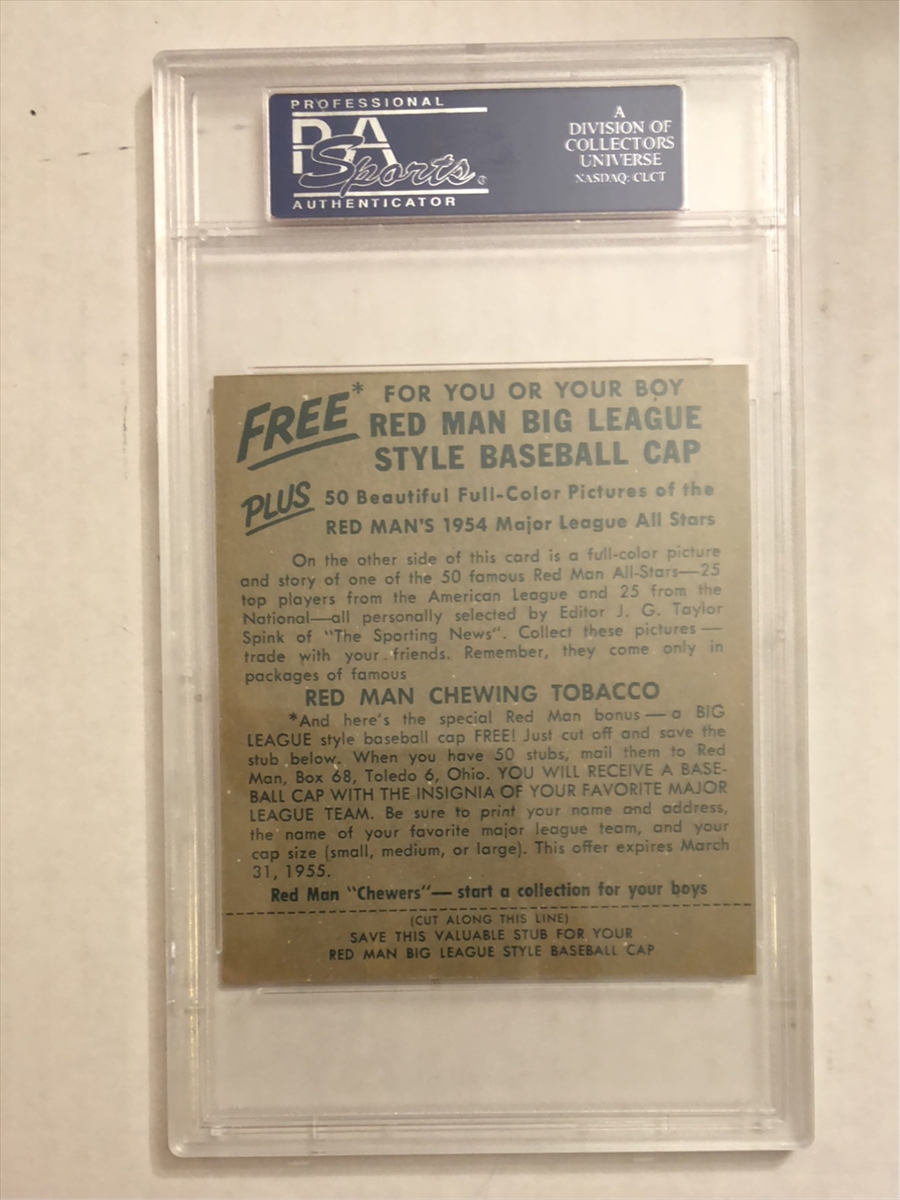 PROFESSIONAL
PSA
Sports
AUTHENTICATOR
A
DIVISION OF
COLLECTORS
UNIVERSE
NASDAQ: CLCT
FREE* FOR YOU OR YOUR BOY
RED MAN BIG LEAGUE
STYLE BASEBALL CAP
PLUS 50 Beautiful Full-Color Pictures of the
RED MAN'S 1954 Major League All Stars
On the other side of this card is a full-color picture
and story of one of the 50 famous Red Man All-Stars—25
top players from the American League and 25 from the
National—all personally selected by Editor J. G. Taylor
Spink of "The Sporting News". Collect these pictures—
trade with your friends. Remember, they come only in
packages of famous
RED MAN CHEWING TOBACCO
*And here's the special Red Man bonus—a BIG
LEAGUE style baseball cap FREE! Just cut off and save the
stub below. When you have 50 stubs, mail them to Red
Man, Box 68, Toledo 6, Ohio. YOU WILL RECEIVE A BASE-
BALL CAP WITH THE INSIGNIA OF YOUR FAVORITE MAJOR
LEAGUE TEAM. Be sure to print your name and address,
the name of your favorite major league team, and your
cap size (small, medium, or large). This offer expires March
31, 1955.
Red Man "Chewers"—start a collection for your boys
(CUT ALONG THIS LINE)
SAVE THIS VALUABLE STUB FOR YOUR
RED MAN BIG LEAGUE STYLE BASEBALL CAP